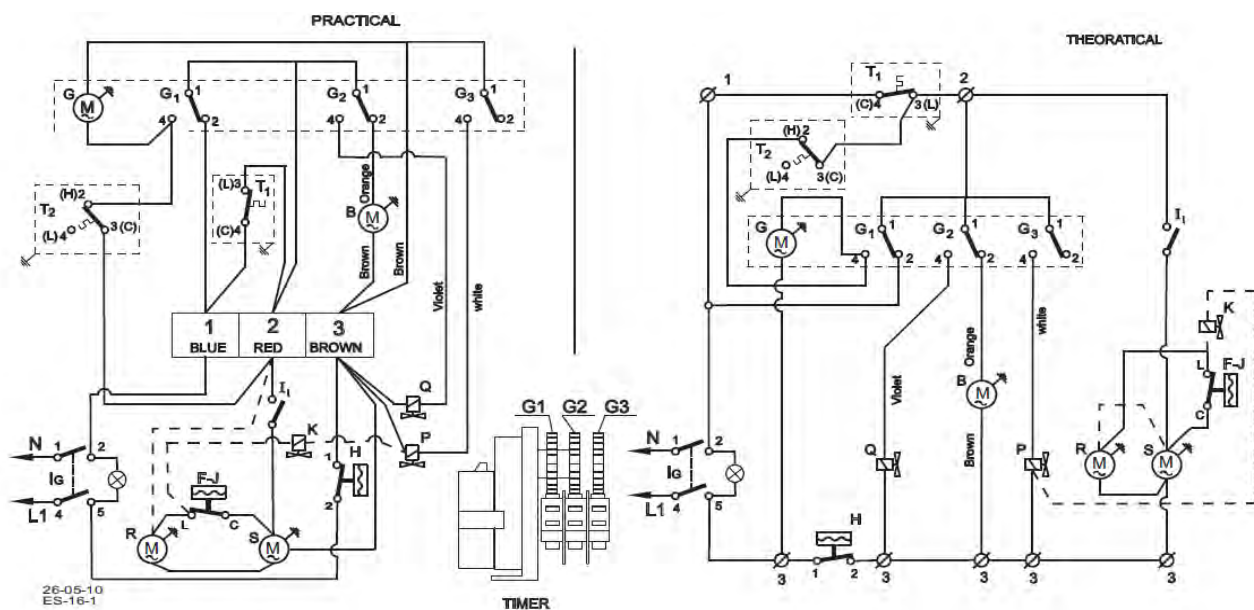 PRACTICAL
G M G1 1 4 2 G2 1 4 2 G3 1 4 2
T2 (H)2 (L)4 3(C)
(L)3 T1 (C)4
Orange
B M
Brown Brown Violet white
1 2 3
BLUE RED BROWN
I1
Q
K P
N 1 2
IG
L1 4 5
H 1 2
F-J
L C
R M S M
26-05-10
ES-16-1
G1 G2 G3
TIMER
THEORATICAL
1 T1 2
(C)4 3(L)
(H)2
T2
(L)4 3(C)
G M G1 1 4 2 G2 1 4 2 G3 1 4 2
I1
K
Violet Orange white
L F-J
C
B M
Brown
Q P R M S M
N 1 2
IG
L1 4 5
H
1 2
3 3 3 3 3